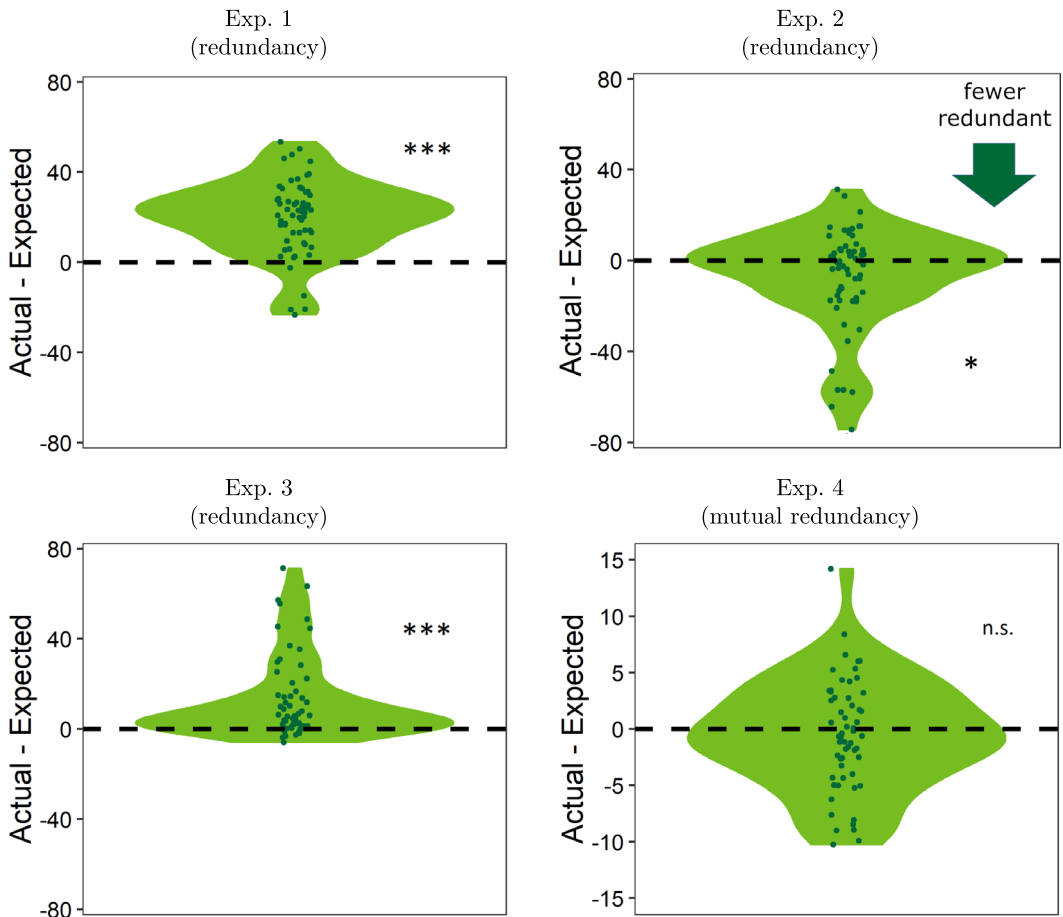 Exp. 1
(redundancy)
Actual - Expected
80
40
0
-40
-80
***
Exp. 2
(redundancy)
Actual - Expected
80
40
0
-40
-80
fewer
redundant
*
Exp. 3
(redundancy)
Actual - Expected
80
40
0
-40
-80
***
Exp. 4
(mutual redundancy)
Actual - Expected
15
10
5
0
-5
-10
-15
n.s.